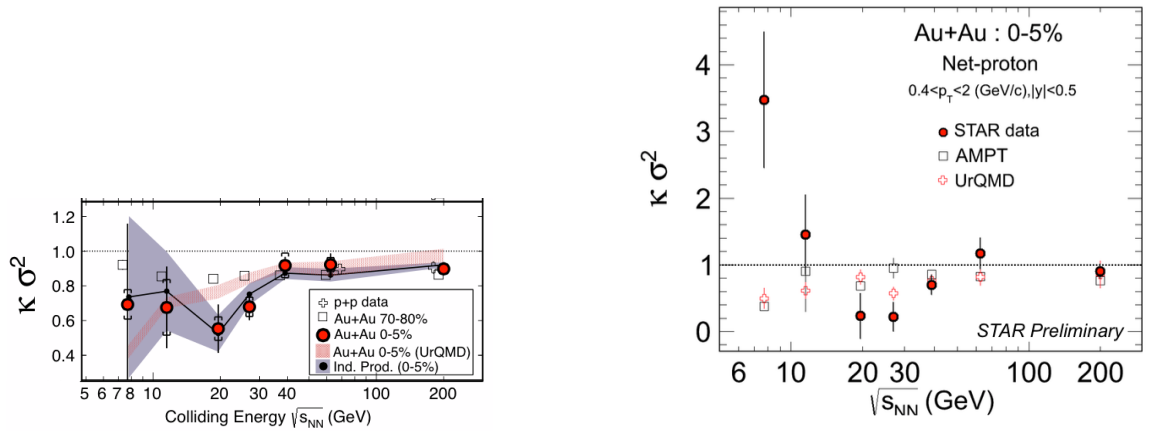 κ σ²
1.2
1.0
0.8
0.6
0.4
5 6 7 8 10 20 30 40 100 200
Colliding Energy √sNN (GeV)
p+p data
Au+Au 70-80%
Au+Au 0-5%
Au+Au 0-5% (UrQMD)
Ind. Prod. (0-5%)
κ σ²
4
3
2
1
0
6 10 20 30 100 200
√sNN (GeV)
Au+Au : 0-5%
Net-proton
0.4<pT<2 (GeV/c),|y|<0.5
STAR data
AMPT
UrQMD
STAR Preliminary